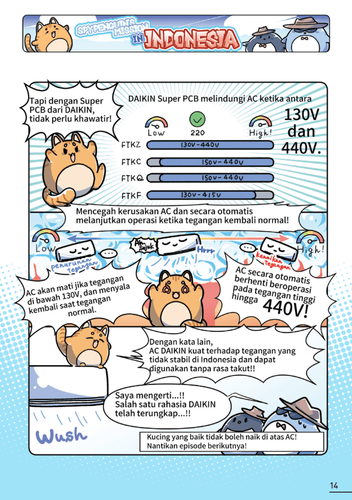 SPYPENGUIN'S
MISSION
IN INDONESIA
Tapi dengan Super
PCB dari DAIKIN,
tidak perlu khawatir!
DAIKIN Super PCB melindungi AC ketika antara
130V
dan
440V.
Low
220
High!
FTKZ
130V-440V
FTKC
150V-440V
FTKQ
150V-440V
FTKF
130V-415V
Mencegah kerusakan AC dan secara otomatis
melanjutkan operasi ketika tegangan kembali normal!
Low
High!
penurunan
tegangan
Hrrr
kenaikan
tegangan
AC akan mati jika tegangan
di bawah 130V, dan menyala
kembali saat tegangan
normal.
AC secara otomatis
berhenti beroperasi
pada tegangan tinggi
hingga
440V!
Dengan kata lain,
AC DAIKIN kuat terhadap tegangan yang
tidak stabil di Indonesia dan dapat
digunakan tanpa rasa takut!!
Saya mengerti...!!
Salah satu rahasia DAIKIN
telah terungkap...!!
Wush
Kucing yang baik tidak boleh naik di atas AC!
Nantikan episode berikutnya!
14